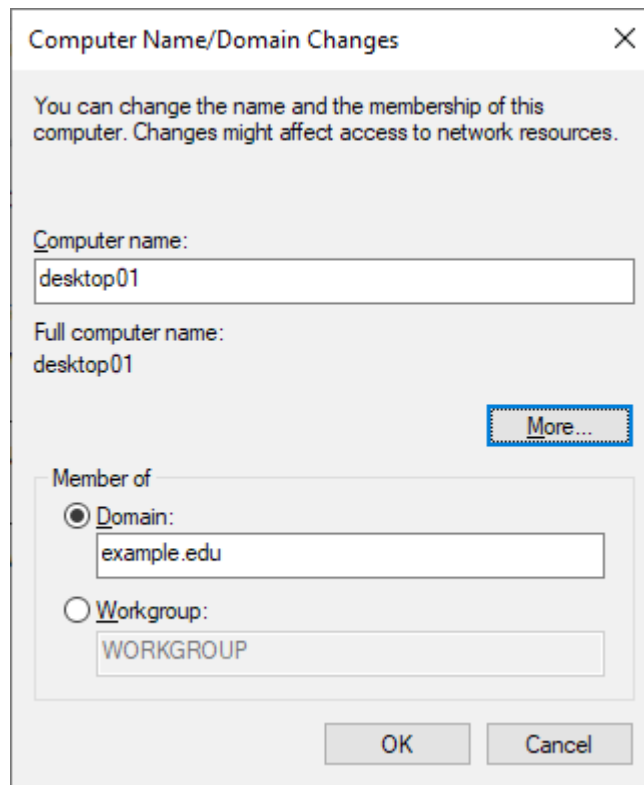 Computer Name/Domain Changes
You can change the name and the membership of this
computer. Changes might affect access to network resources.
Computer name:
desktop01
Full computer name:
desktop01
More...
Member of
Domain:
example.edu
Workgroup:
WORKGROUP
OK
Cancel